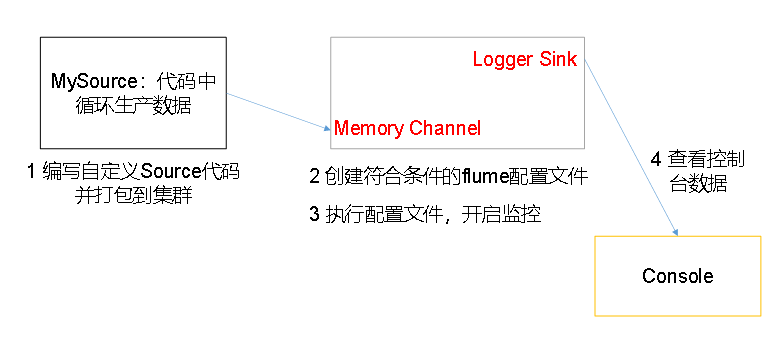 MySource：代码中
循环生产数据
1 编写自定义Source代码
并打包到集群
Logger Sink
Memory Channel
2 创建符合条件的flume配置文件
3 执行配置文件，开启监控
4 查看控制
台数据
Console